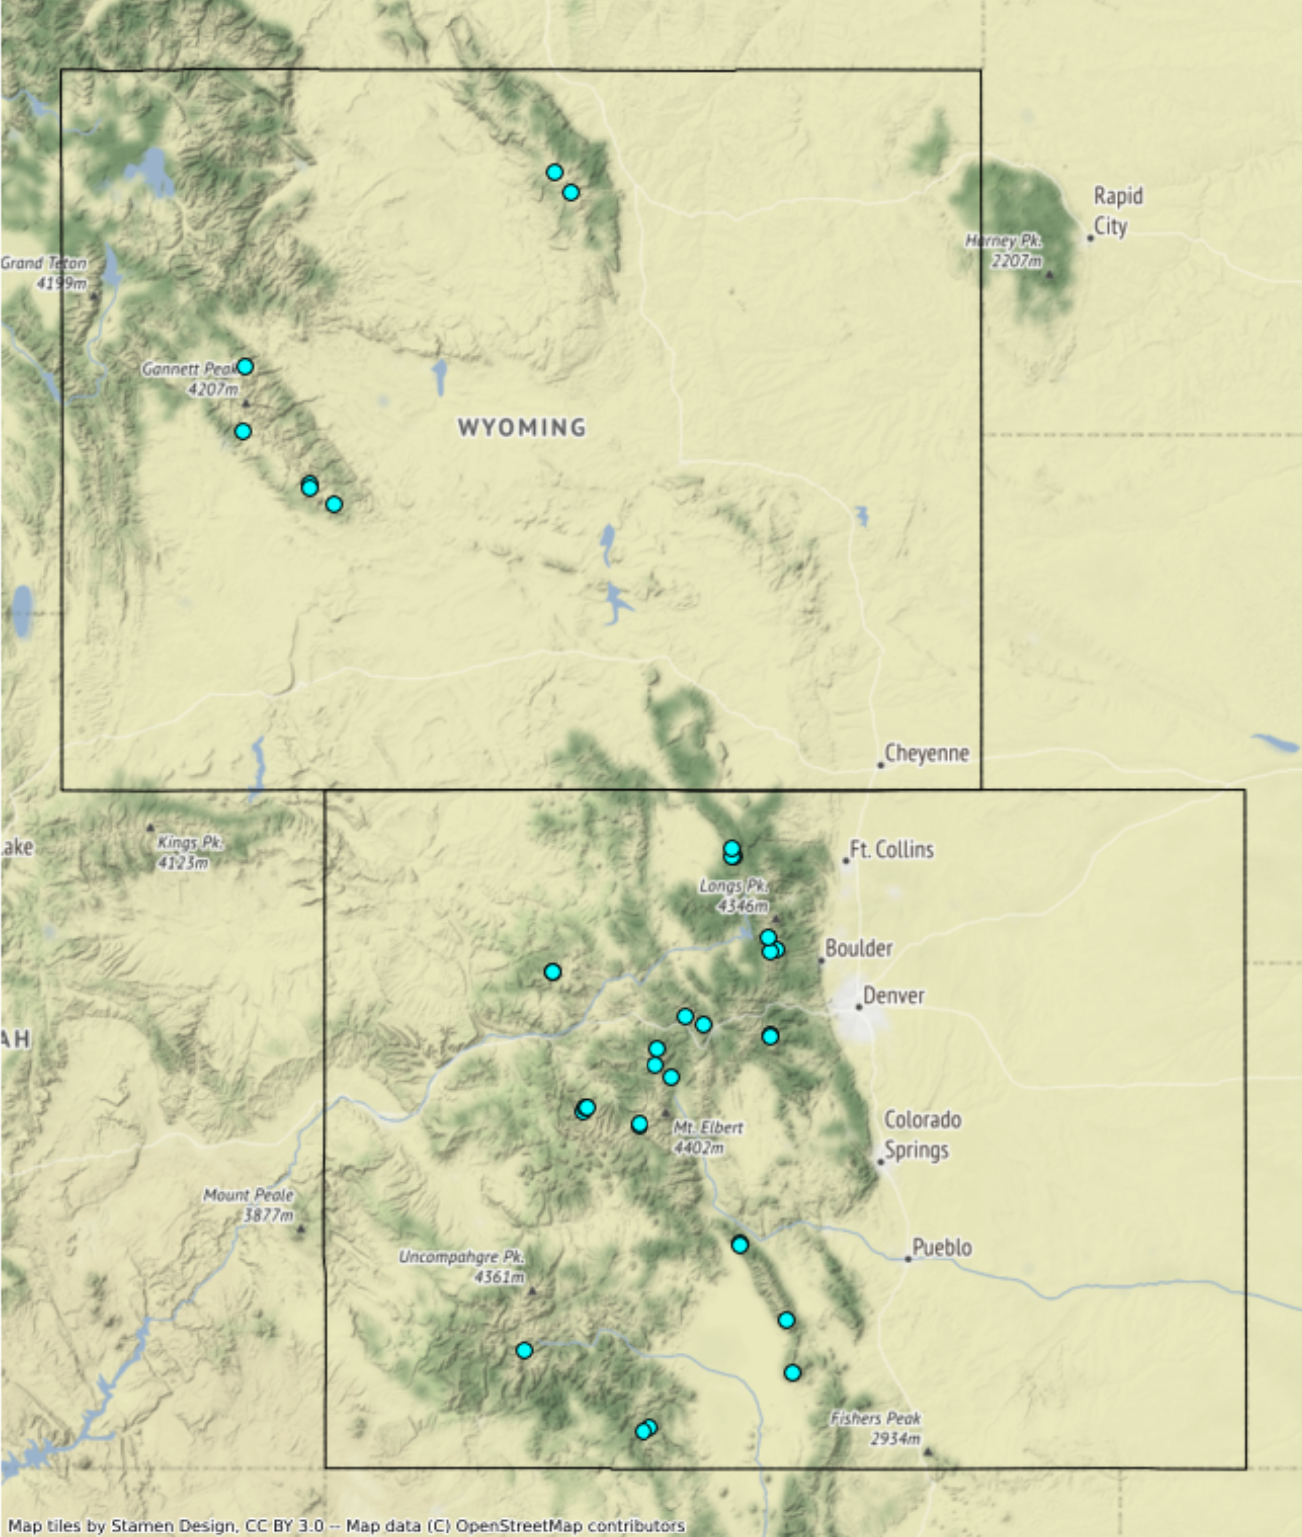 Rapid
City
Harney Pk.
2207m
Grand Teton
4199m
Gannett Peak
4207m
WYOMING
Cheyenne
Kings Pk.
4123m
ake
Ft. Collins
Longs Pk.
4346m
Boulder
Denver
AH
Colorado
Springs
Mt. Elbert
4402m
Mount Peale
3877m
Uncompahgre Pk.
4361m
Pueblo
Fishers Peak
2934m
Map tiles by Stamen Design, CC BY 3.0 -- Map data (C) OpenStreetMap contributors